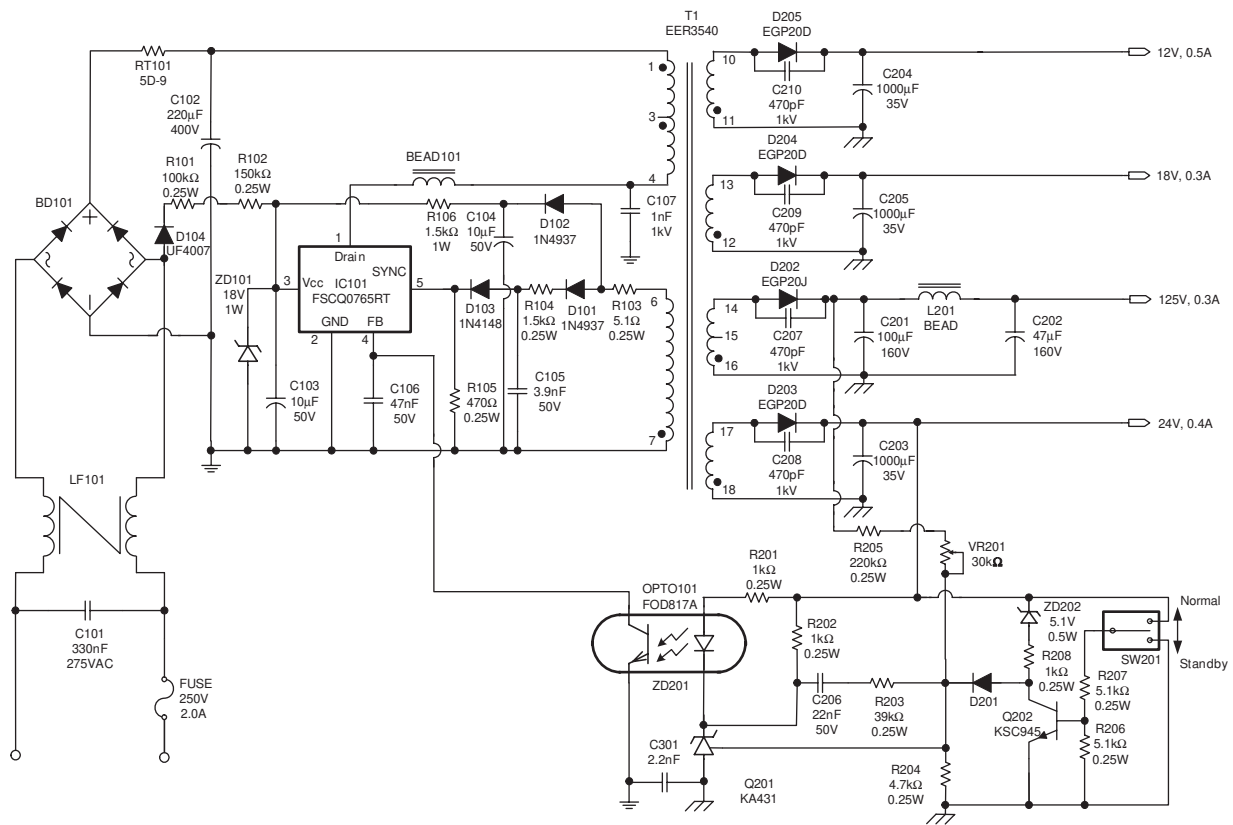 T1
EER3540
RT101
5D-9
C102
220μF
400V
R101
100kΩ
0.25W
R102
150kΩ
0.25W
BD101
D104
UF4007
BEAD101
R106
1.5kΩ
1W
C104
10μF
50V
D102
1N4937
C107
1nF
1kV
1
3
4
6
7
ZD101
18V
1W
1
Drain
SYNC
3
Vcc
IC101
FSCQ0765RT
5
GND
FB
2
4
D103
1N4148
R104
1.5kΩ
0.25W
D101
1N4937
R103
5.1Ω
0.25W
C103
10μF
50V
C106
47nF
50V
R105
470Ω
0.25W
C105
3.9nF
50V
LF101
C101
330nF
275VAC
FUSE
250V
2.0A
D205
EGP20D
10
11
C210
470pF
1kV
C204
1000μF
35V
12V, 0.5A
D204
EGP20D
13
12
C209
470pF
1kV
C205
1000μF
35V
18V, 0.3A
D202
EGP20J
14
15
16
C207
470pF
1kV
C201
100μF
160V
L201
BEAD
C202
47μF
160V
125V, 0.3A
D203
EGP20D
17
18
C208
470pF
1kV
C203
1000μF
35V
24V, 0.4A
R205
220kΩ
0.25W
VR201
30kΩ
OPTO101
FOD817A
R201
1kΩ
0.25W
R202
1kΩ
0.25W
ZD201
C206
22nF
50V
R203
39kΩ
0.25W
D201
ZD202
5.1V
0.5W
R208
1kΩ
0.25W
Q202
KSC945
R207
5.1kΩ
0.25W
R206
5.1kΩ
0.25W
SW201
Normal
Standby
C301
2.2nF
Q201
KA431
R204
4.7kΩ
0.25W